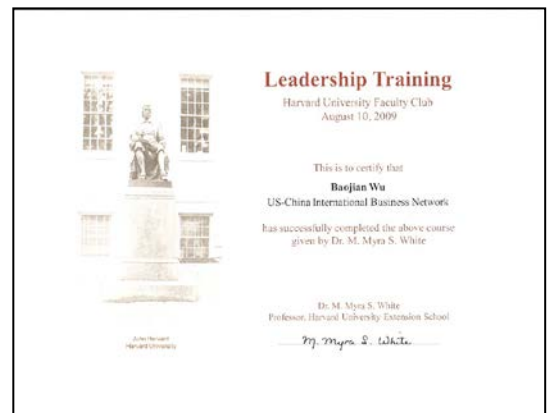 Leadership Training
Harvard University Faculty Club
August 10, 2009
This is to certify that
Baojian Wu
US-China International Business Network
has successfully completed the above course
given by Dr. M. Myra S. White
Dr. M. Myra S. White
Professor, Harvard University Extension School
M. Myra S. White
John Harvard
Harvard University